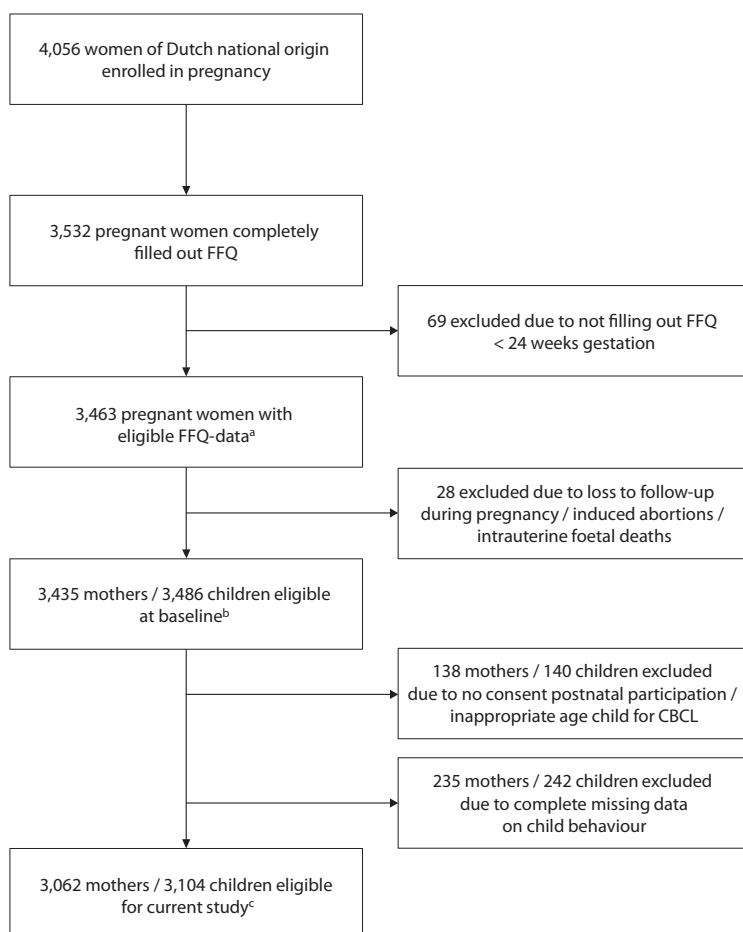 4,056 women of Dutch national origin
enrolled in pregnancy
3,532 pregnant women completely
filled out FFQ
69 excluded due to not filling out FFQ
< 24 weeks gestation
3,463 pregnant women with
eligible FFQ-dataᵃ
28 excluded due to loss to follow-up
during pregnancy / induced abortions /
intrauterine foetal deaths
3,435 mothers / 3,486 children eligible
at baselineᵇ
138 mothers / 140 children excluded
due to no consent postnatal participation /
inappropriate age child for CBCL
235 mothers / 242 children excluded
due to complete missing data
on child behaviour
3,062 mothers / 3,104 children eligible
for current studyᶜ